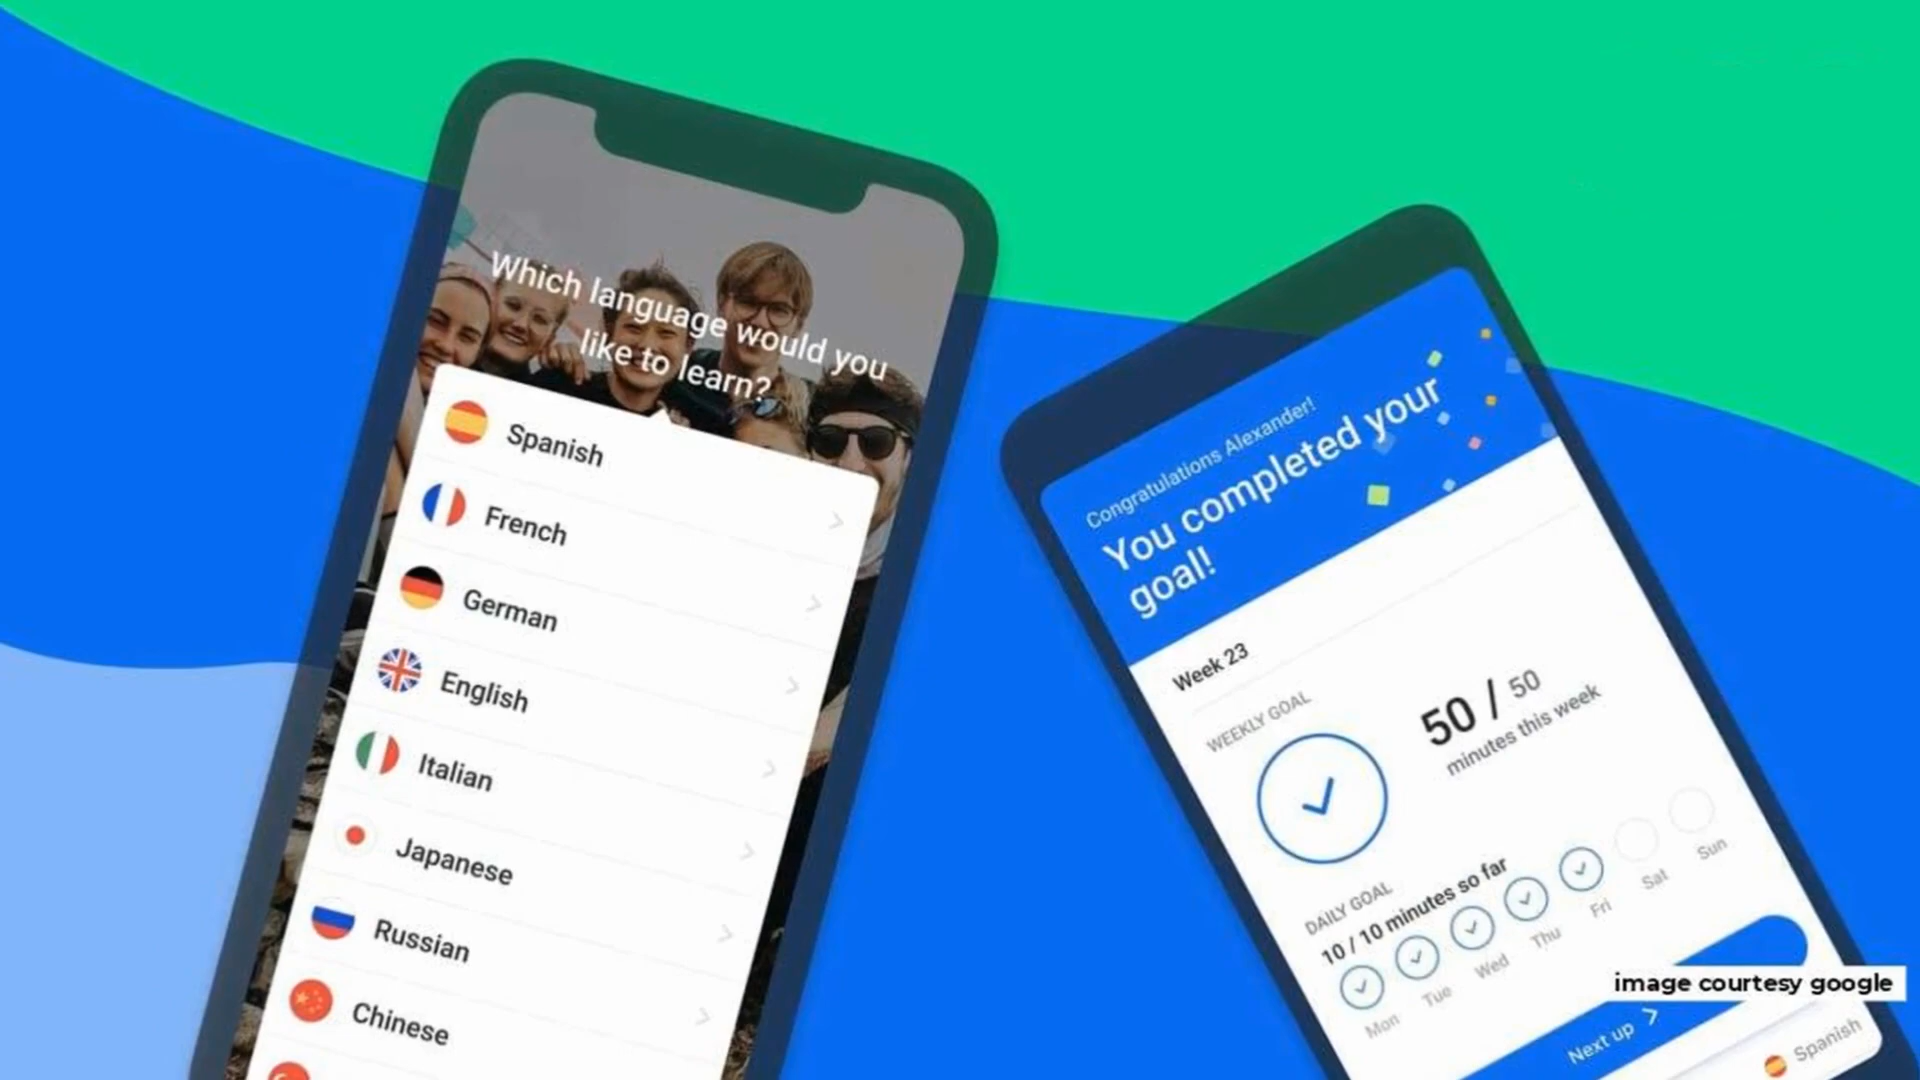 Which language would you
like to learn?
Spanish
French
German
English
Italian
Japanese
Russian
Chinese
Congratulations Alexander!
You completed your
goal!
Week 23
WEEKLY GOAL
50 / 50
minutes this week
DAILY GOAL
10 / 10 minutes so far
Mon
Tue
Wed
Thu
Fri
Sat
Sun
Next up
Spanish
image courtesy google